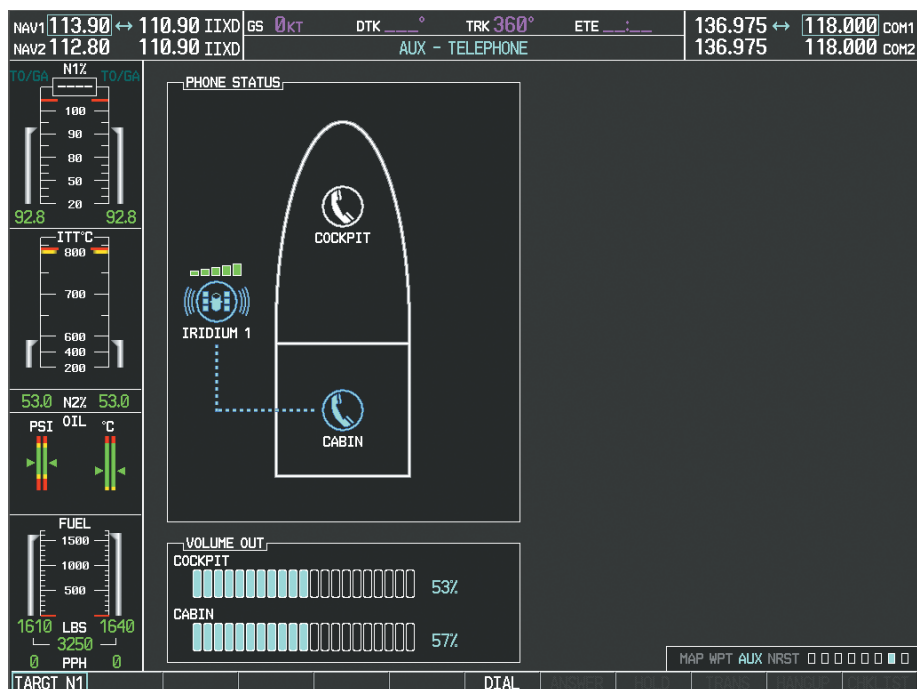 NAV1 113.90 ↔ 110.90 IIXD GS 0KT DTK ___° TRK 360° ETE __:__ 136.975 ↔ 118.000 COM1
NAV2 112.80 110.90 IIXD AUX - TELEPHONE 136.975 118.000 COM2
TO/GA N1% TO/GA
----
100
90
80
50
20
92.8 92.8
ITT°C
800
700
600
400
200
53.0 N2% 53.0
PSI OIL °C
FUEL
1500
1000
500
1610 LBS 1640
3250
0 PPH 0
PHONE STATUS
COCKPIT
IRIDIUM 1
CABIN
VOLUME OUT
COCKPIT
53%
CABIN
57%
MAP WPT AUX NRST
TARGT N1 DIAL ANSWER HOLD TRANS HANGUP CHKLIST